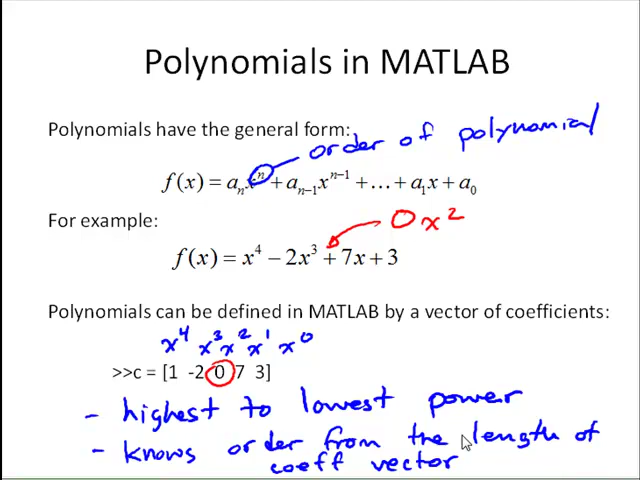 Polynomials in MATLAB
Polynomials have the general form:
order of polynomial
f(x) = aₙxⁿ + aₙ₋₁xⁿ⁻¹ + … + a₁x + a₀
For example:
0x²
f(x) = x⁴ − 2x³ + 7x + 3
Polynomials can be defined in MATLAB by a vector of coefficients:
x⁴ x³ x² x¹ x⁰
>>c = [1 -2 0 7 3]
- highest to lowest power
- knows order from the length of
coeff vector